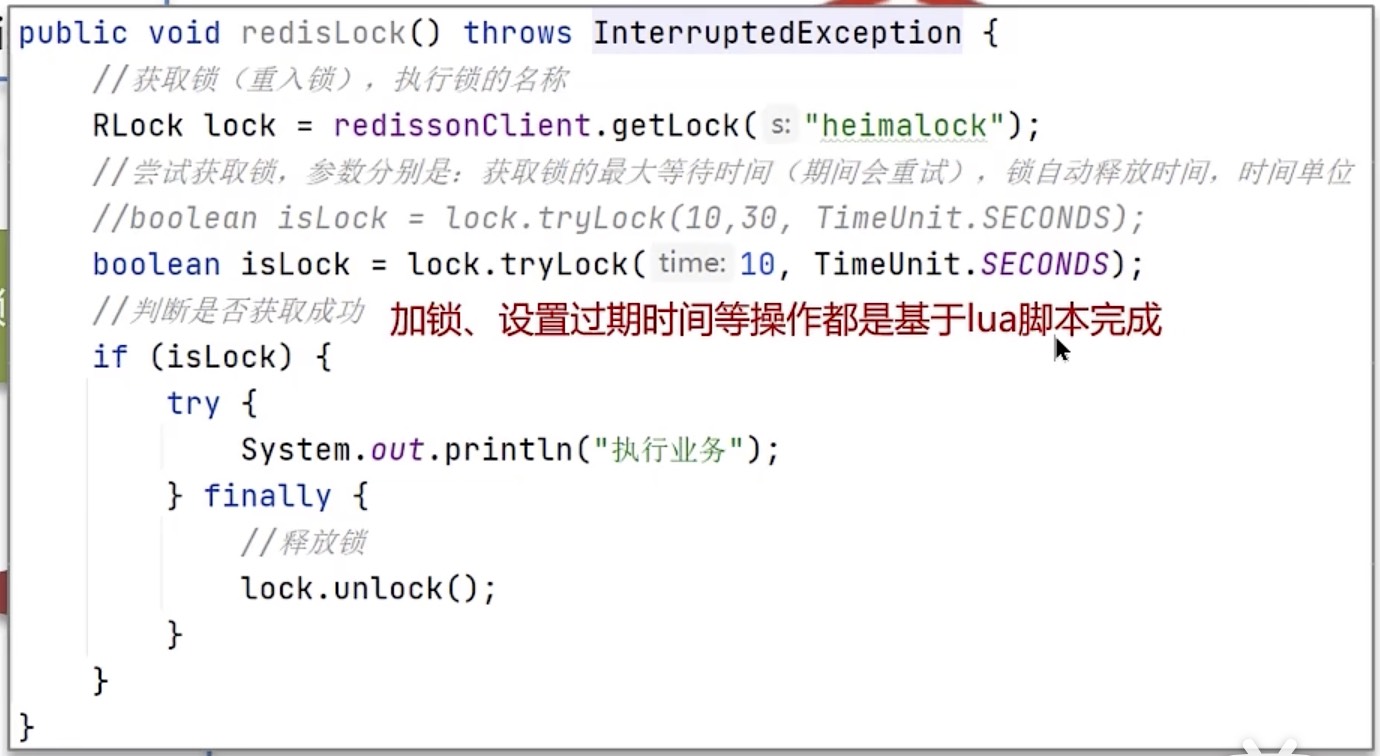 public void redisLock() throws InterruptedException {
//获取锁（重入锁），执行锁的名称
RLock lock = redissonClient.getLock( s: "heimalock");
//尝试获取锁，参数分别是：获取锁的最大等待时间（期间会重试），锁自动释放时间，时间单位
//boolean isLock = lock.tryLock(10,30, TimeUnit.SECONDS);
boolean isLock = lock.tryLock( time: 10, TimeUnit.SECONDS);
//判断是否获取成功
加锁、设置过期时间等操作都是基于lua脚本完成
if (isLock) {
try {
System.out.println("执行业务");
} finally {
//释放锁
lock.unlock();
}
}
}